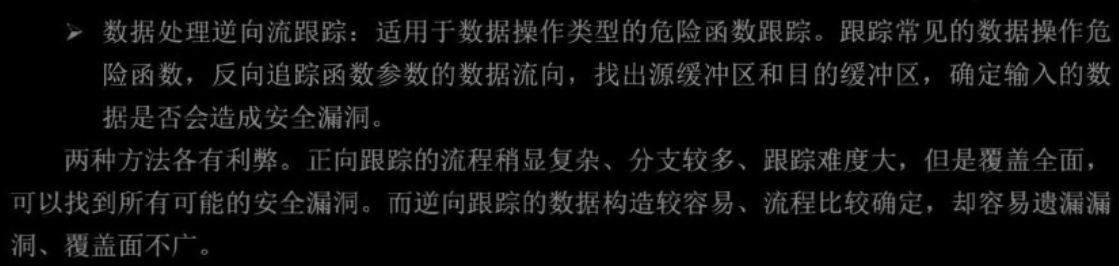 ➢ 数据处理逆向流跟踪：适用于数据操作类型的危险函数跟踪。跟踪常见的数据操作危
险函数，反向追踪函数参数的数据流向，找出源缓冲区和目的缓冲区，确定输入的数
据是否会造成安全漏洞。
两种方法各有利弊。正向跟踪的流程稍显复杂、分支较多、跟踪难度大，但是覆盖全面，
可以找到所有可能的安全漏洞。而逆向跟踪的数据构造较容易、流程比较确定，却容易遗漏漏
洞、覆盖面不广。